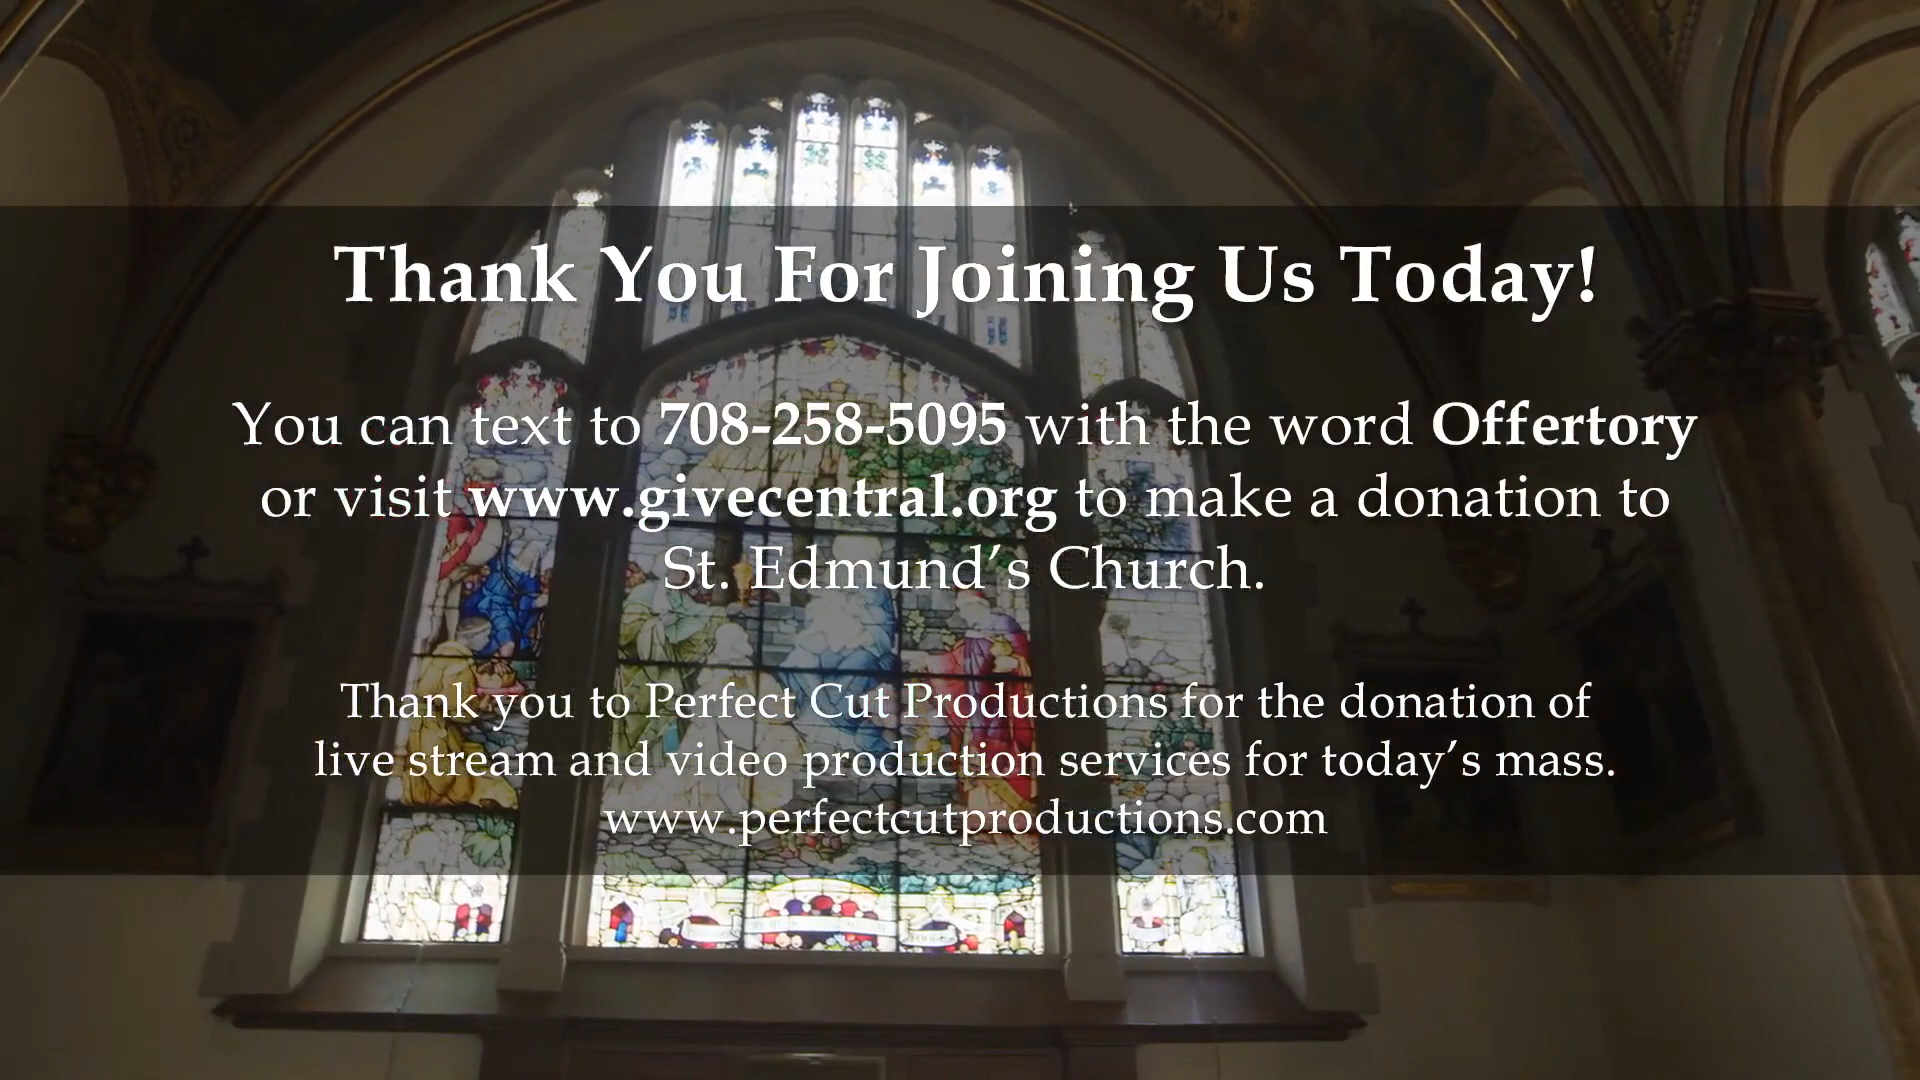 Thank You For Joining Us Today!
You can text to 708-258-5095 with the word Offertory
or visit www.givecentral.org to make a donation to
St. Edmund’s Church.
Thank you to Perfect Cut Productions for the donation of
live stream and video production services for today’s mass.
www.perfectcutproductions.com